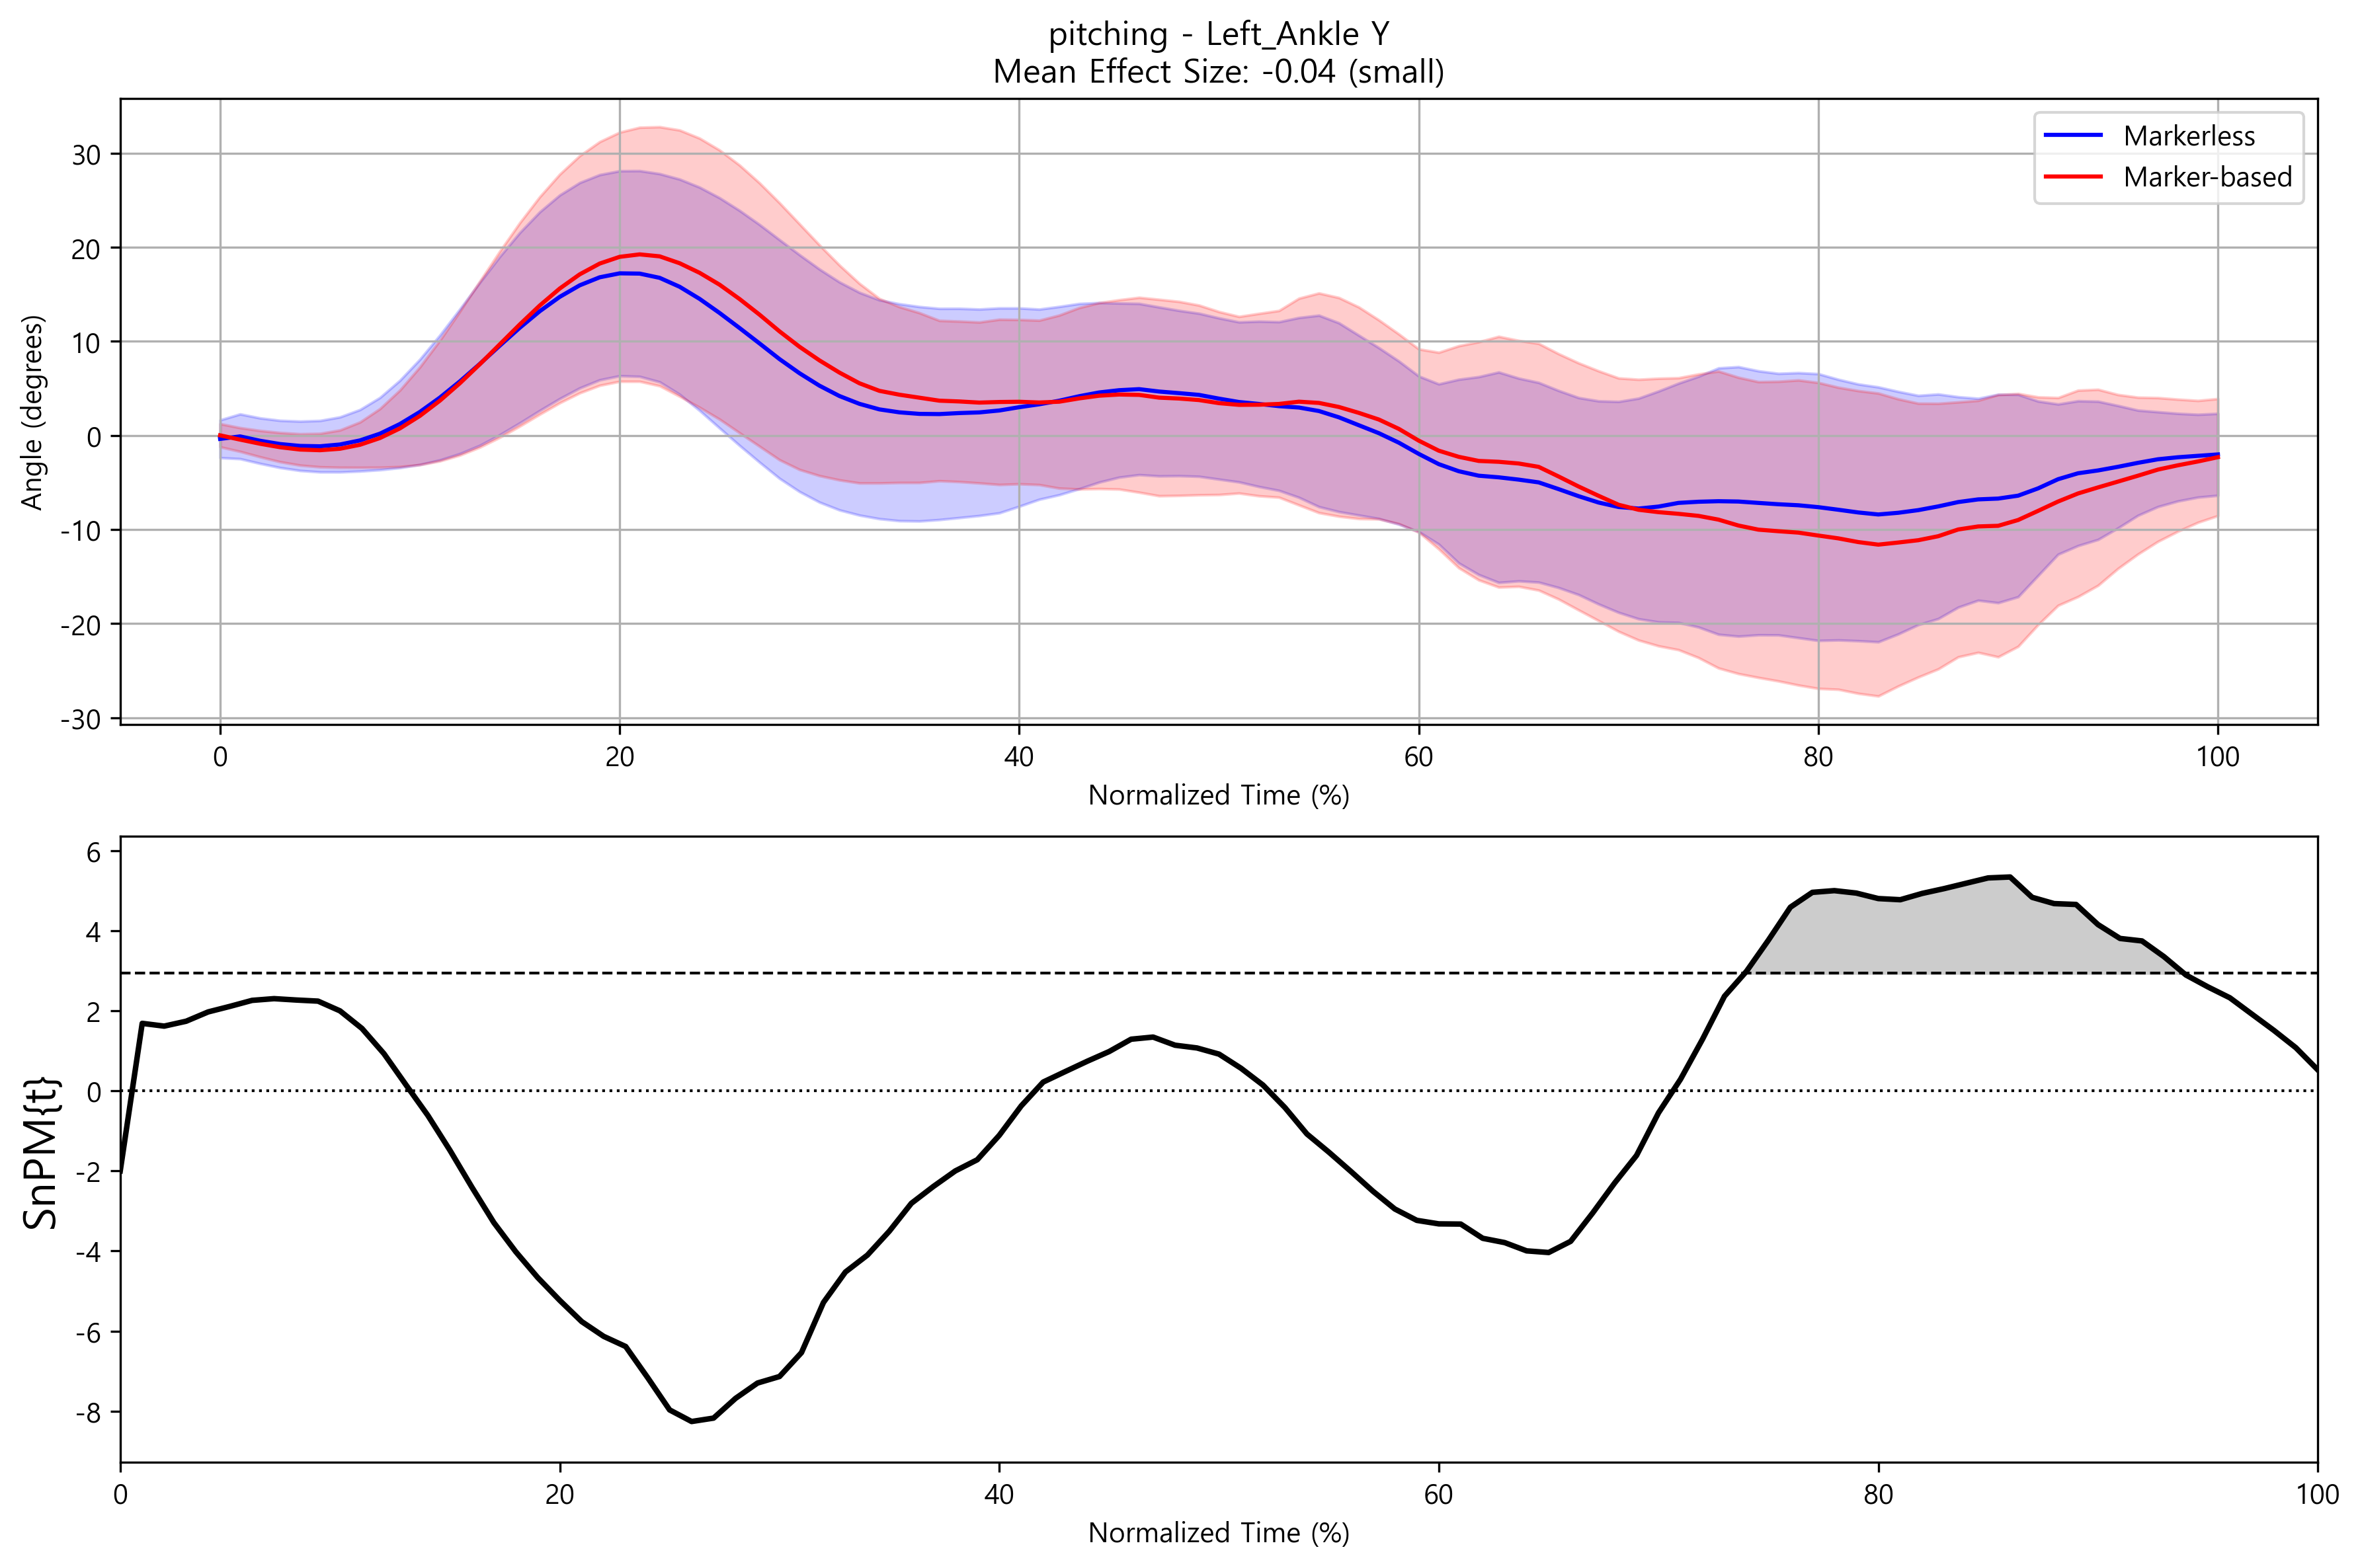 pitching - Left_Ankle Y
Mean Effect Size: -0.04 (small)
Angle (degrees)
30
20
10
0
-10
-20
-30
Markerless
Marker-based
0 20 40 60 80 100
Normalized Time (%)
SnPM{t}
6
4
2
0
-2
-4
-6
-8
0 20 40 60 80 100
Normalized Time (%)